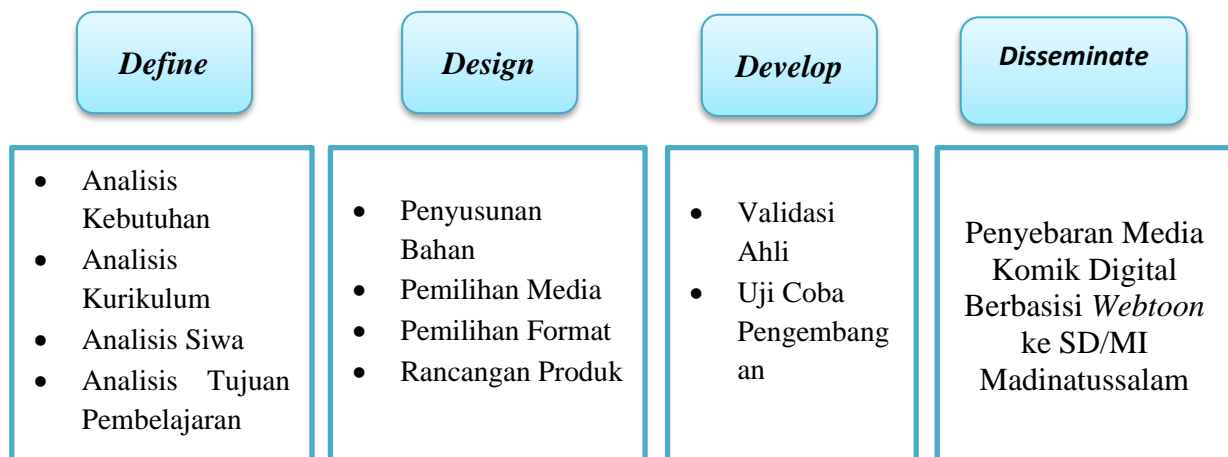 Define
• Analisis
Kebutuhan
• Analisis
Kurikulum
• Analisis Siwa
• Analisis Tujuan
Pembelajaran
Design
• Penyusunan
Bahan
• Pemilihan Media
• Pemilihan Format
• Rancangan Produk
Develop
• Validasi
Ahli
• Uji Coba
Pengembang
an
Disseminate
Penyebaran Media
Komik Digital
Berbasisi Webtoon
ke SD/MI
Madinatussalam